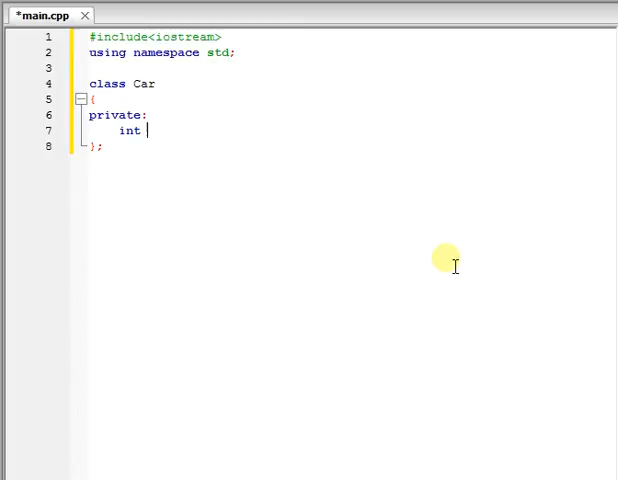 *main.cpp
1 #include<iostream>
2 using namespace std;
3
4 class Car
5 {
6 private:
7 int
8 };